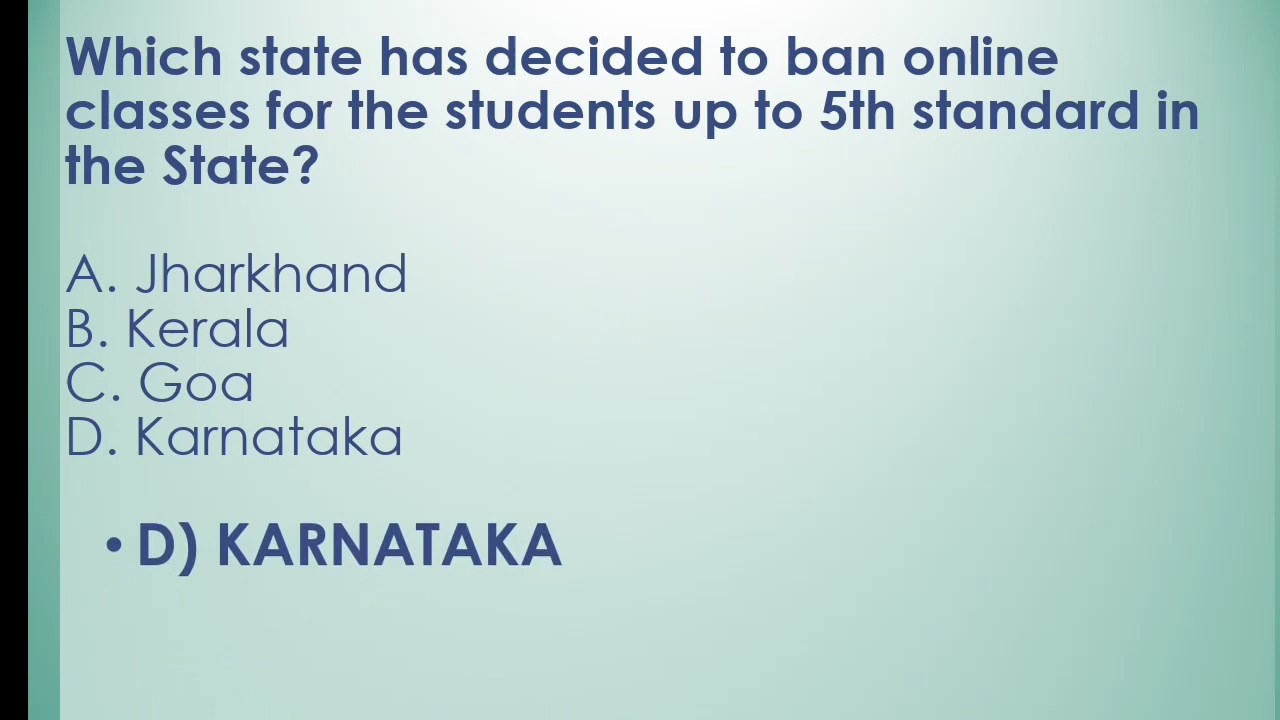 Which state has decided to ban online
classes for the students up to 5th standard in
the State?
A. Jharkhand
B. Kerala
C. Goa
D. Karnataka
• D) KARNATAKA